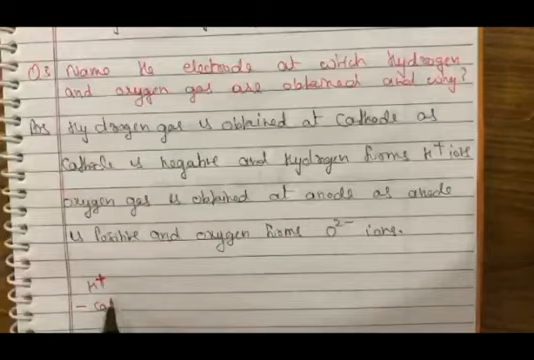 Q3 Name the electrode at which hydrogen
and oxygen gas are obtained and why?
Ans Hydrogen gas is obtained at cathode as
cathode is negative and hydrogen forms H+ ions
oxygen gas is obtained at anode as anode
is positive and oxygen forms O²⁻ ions.
H+
- ca